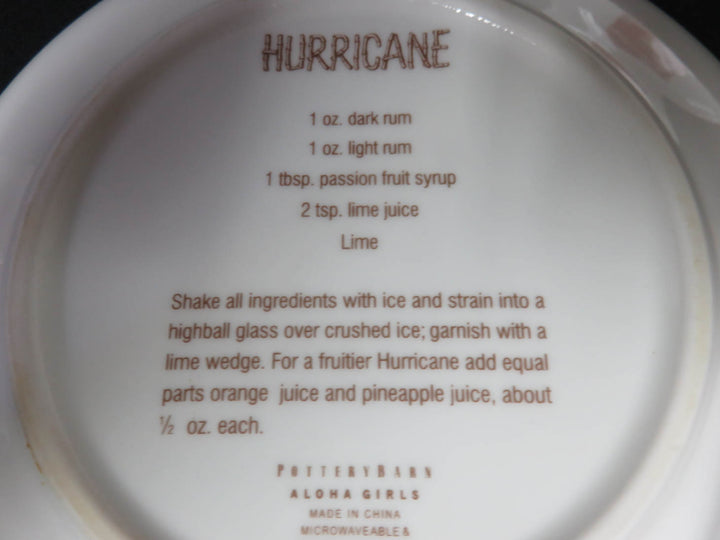 HURRICANE
1 oz. dark rum
1 oz. light rum
1 tbsp. passion fruit syrup
2 tsp. lime juice
Lime
Shake all ingredients with ice and strain into a
highball glass over crushed ice; garnish with a
lime wedge. For a fruitier Hurricane add equal
parts orange juice and pineapple juice, about
½ oz. each.
POTTERY BARN
ALOHA GIRLS
MADE IN CHINA
MICROWAVEABLE &